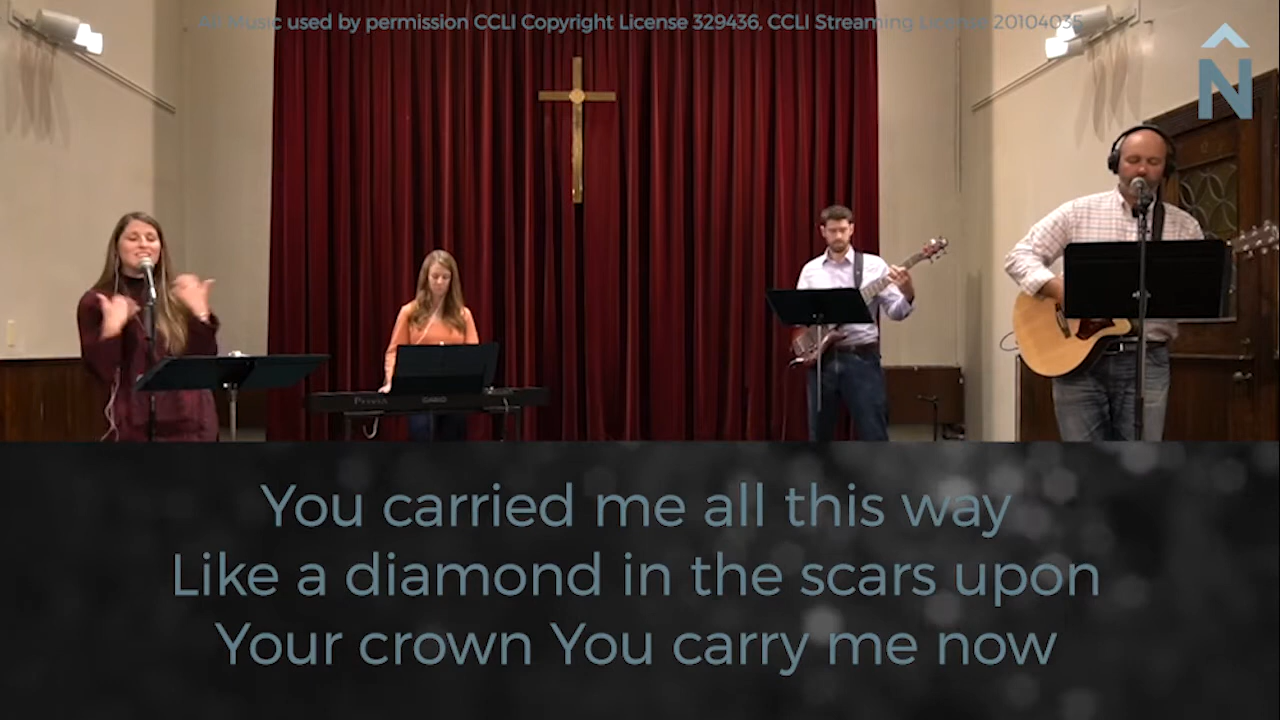 All Music used by permission CCLI Copyright License 329436, CCLI Streaming License 20104035
N
CASIO
You carried me all this way
Like a diamond in the scars upon
Your crown You carry me now